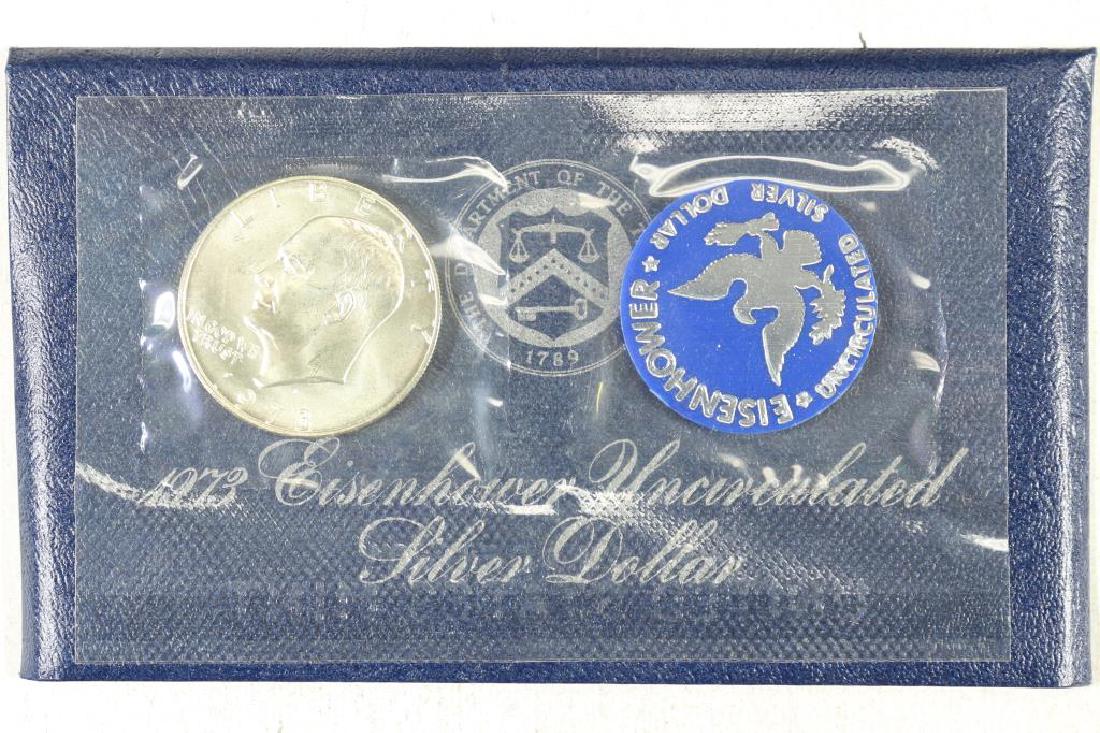 LIBERTY
IN GOD WE
TRUST
1973
THE DEPARTMENT OF THE
1789
EISENHOWER
UNCIRCULATED
SILVER DOLLAR
1973 Eisenhower Uncirculated
Silver Dollar